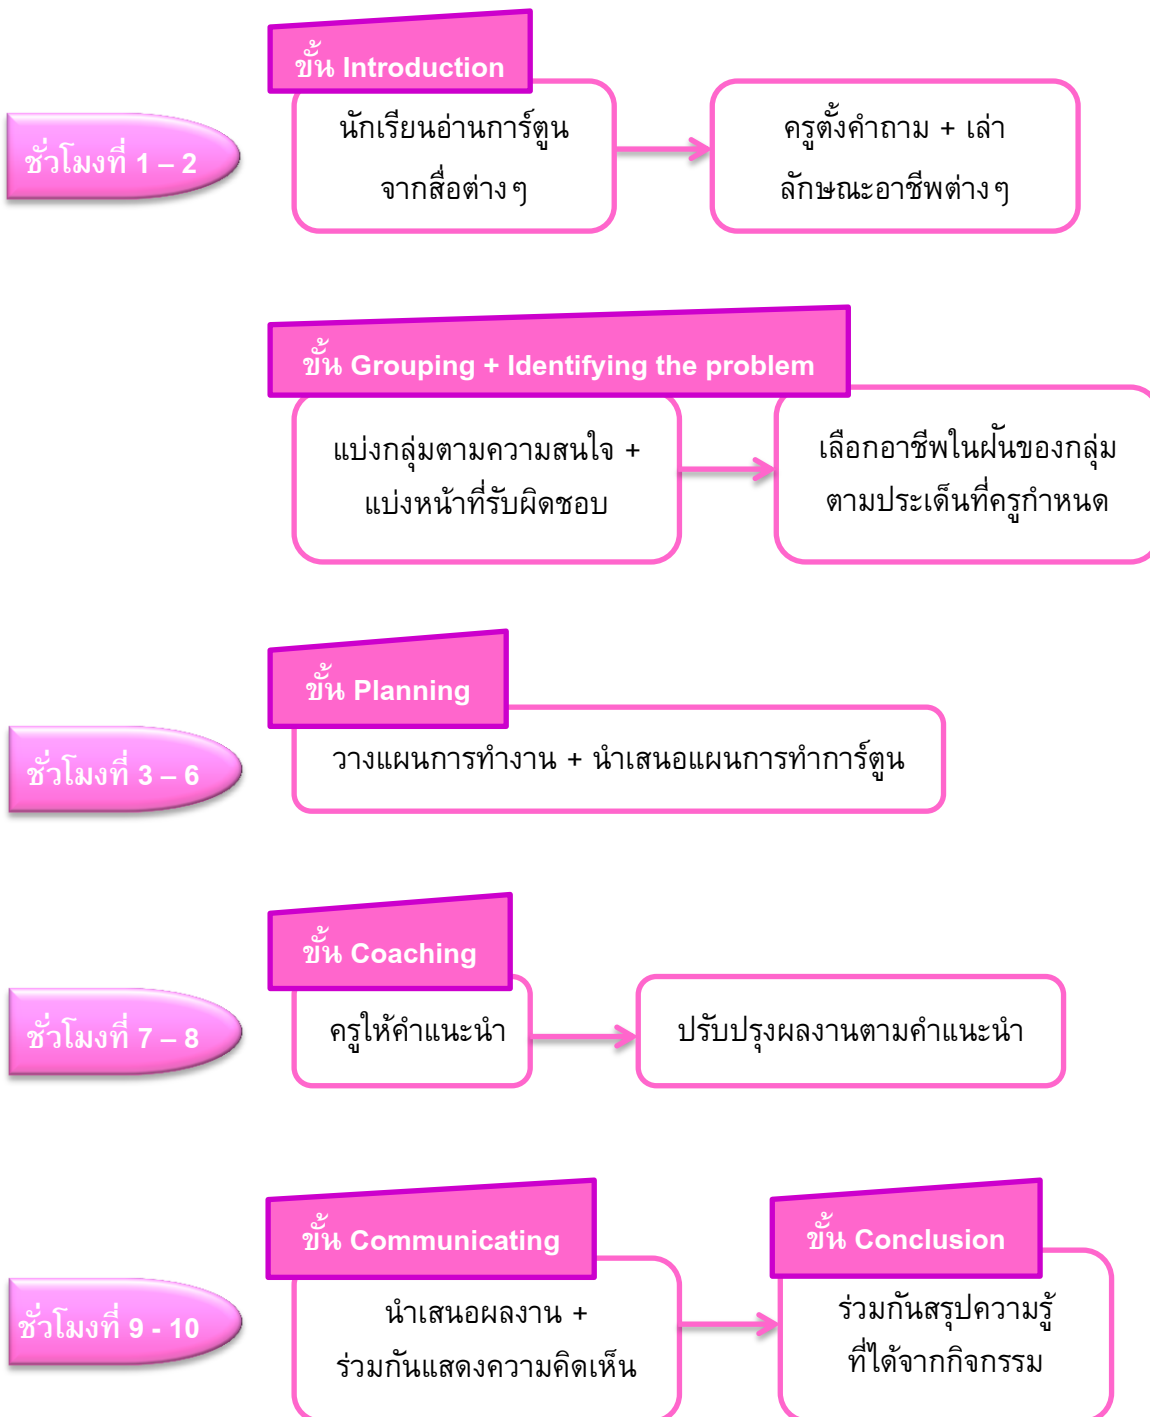 ขั้น Introduction
ชั่วโมงที่ 1 – 2
นักเรียนอ่านการ์ตูน
จากสื่อต่างๆ
ครูตั้งคำถาม + เล่า
ลักษณะอาชีพต่างๆ
ขั้น Grouping + Identifying the problem
แบ่งกลุ่มตามความสนใจ +
แบ่งหน้าที่รับผิดชอบ
เลือกอาชีพในฝันของกลุ่ม
ตามประเด็นที่ครูกำหนด
ขั้น Planning
ชั่วโมงที่ 3 – 6
วางแผนการทำงาน + นำเสนอแผนการทำการ์ตูน
ขั้น Coaching
ชั่วโมงที่ 7 – 8
ครูให้คำแนะนำ
ปรับปรุงผลงานตามคำแนะนำ
ขั้น Communicating
ชั่วโมงที่ 9 - 10
นำเสนอผลงาน +
ร่วมกันแสดงความคิดเห็น
ขั้น Conclusion
ร่วมกันสรุปความรู้
ที่ได้จากกิจกรรม